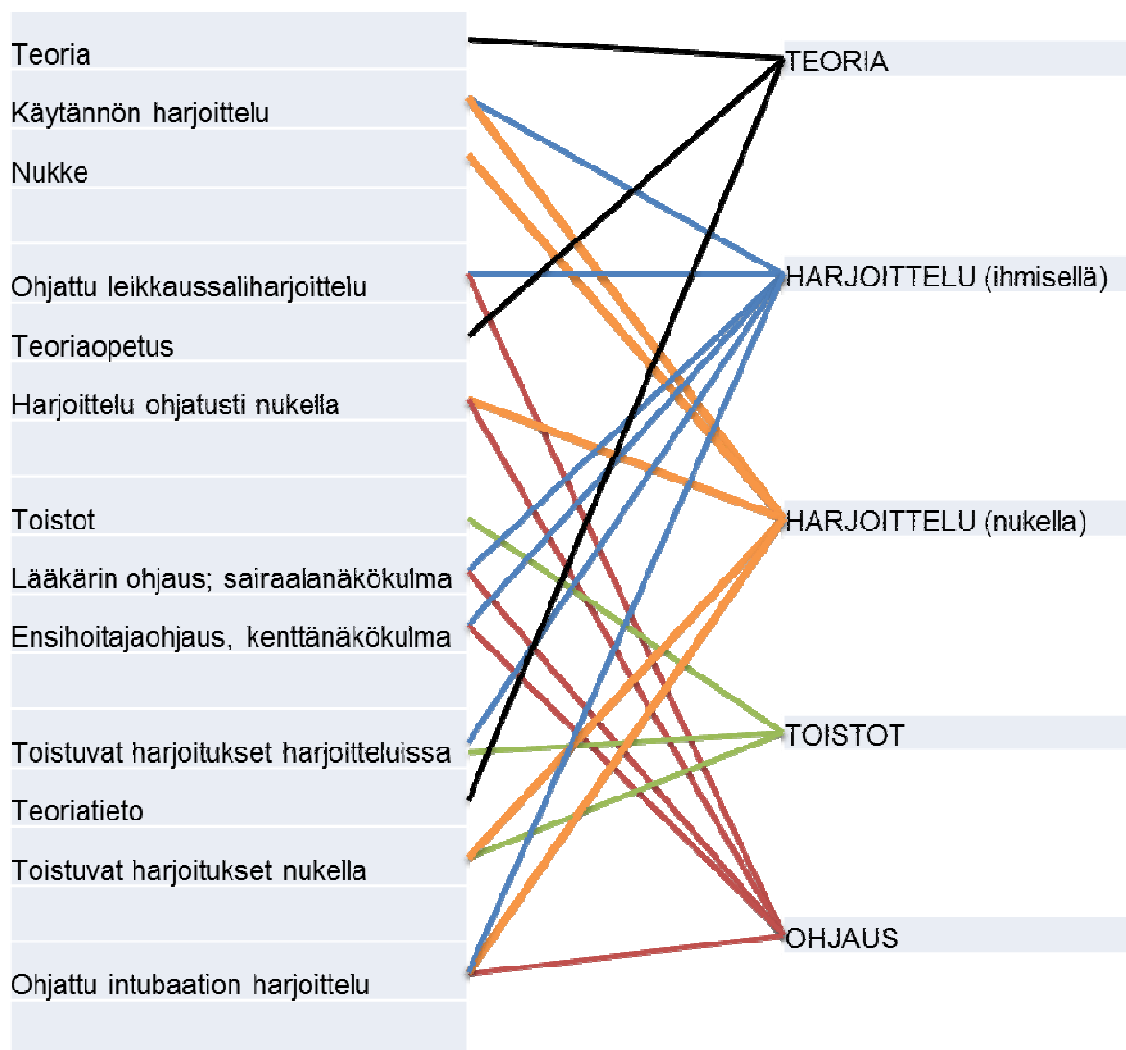 Teoria
Käytännön harjoittelu
Nukke
Ohjattu leikkaussaliharjoittelu
Teoriaopetus
Harjoittelu ohjatusti nukella
Toistot
Lääkärin ohjaus; sairaalanäkökulma
Ensihoitajaohjaus, kenttänäkökulma
Toistuvat harjoitukset harjoitteluissa
Teoriatieto
Toistuvat harjoitukset nukella
Ohjattu intubaation harjoittelu
TEORIA
HARJOITTELU (ihmisellä)
HARJOITTELU (nukella)
TOISTOT
OHJAUS